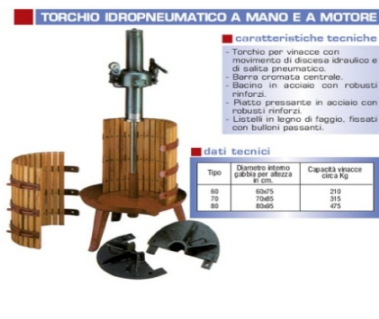 TORCHIO IDROPNEUMATICO A MANO E A MOTORE
caratteristiche tecniche
- Torchio per vinacce con
movimento di discesa idraulico e
di salita pneumatico.
- Barra cromata centrale.
- Bacino in acciaio con robusti
rinforzi.
- Piatto pressante in acciaio con
robusti rinforzi.
- Listelli in legno di faggio, fissati
con bulloni passanti.
dati tecnici
Tipo Diametro interno gabbia per altezza in cm. Capacità vinacce circa Kg
60 60x75 210
70 70x85 315
80 80x95 475